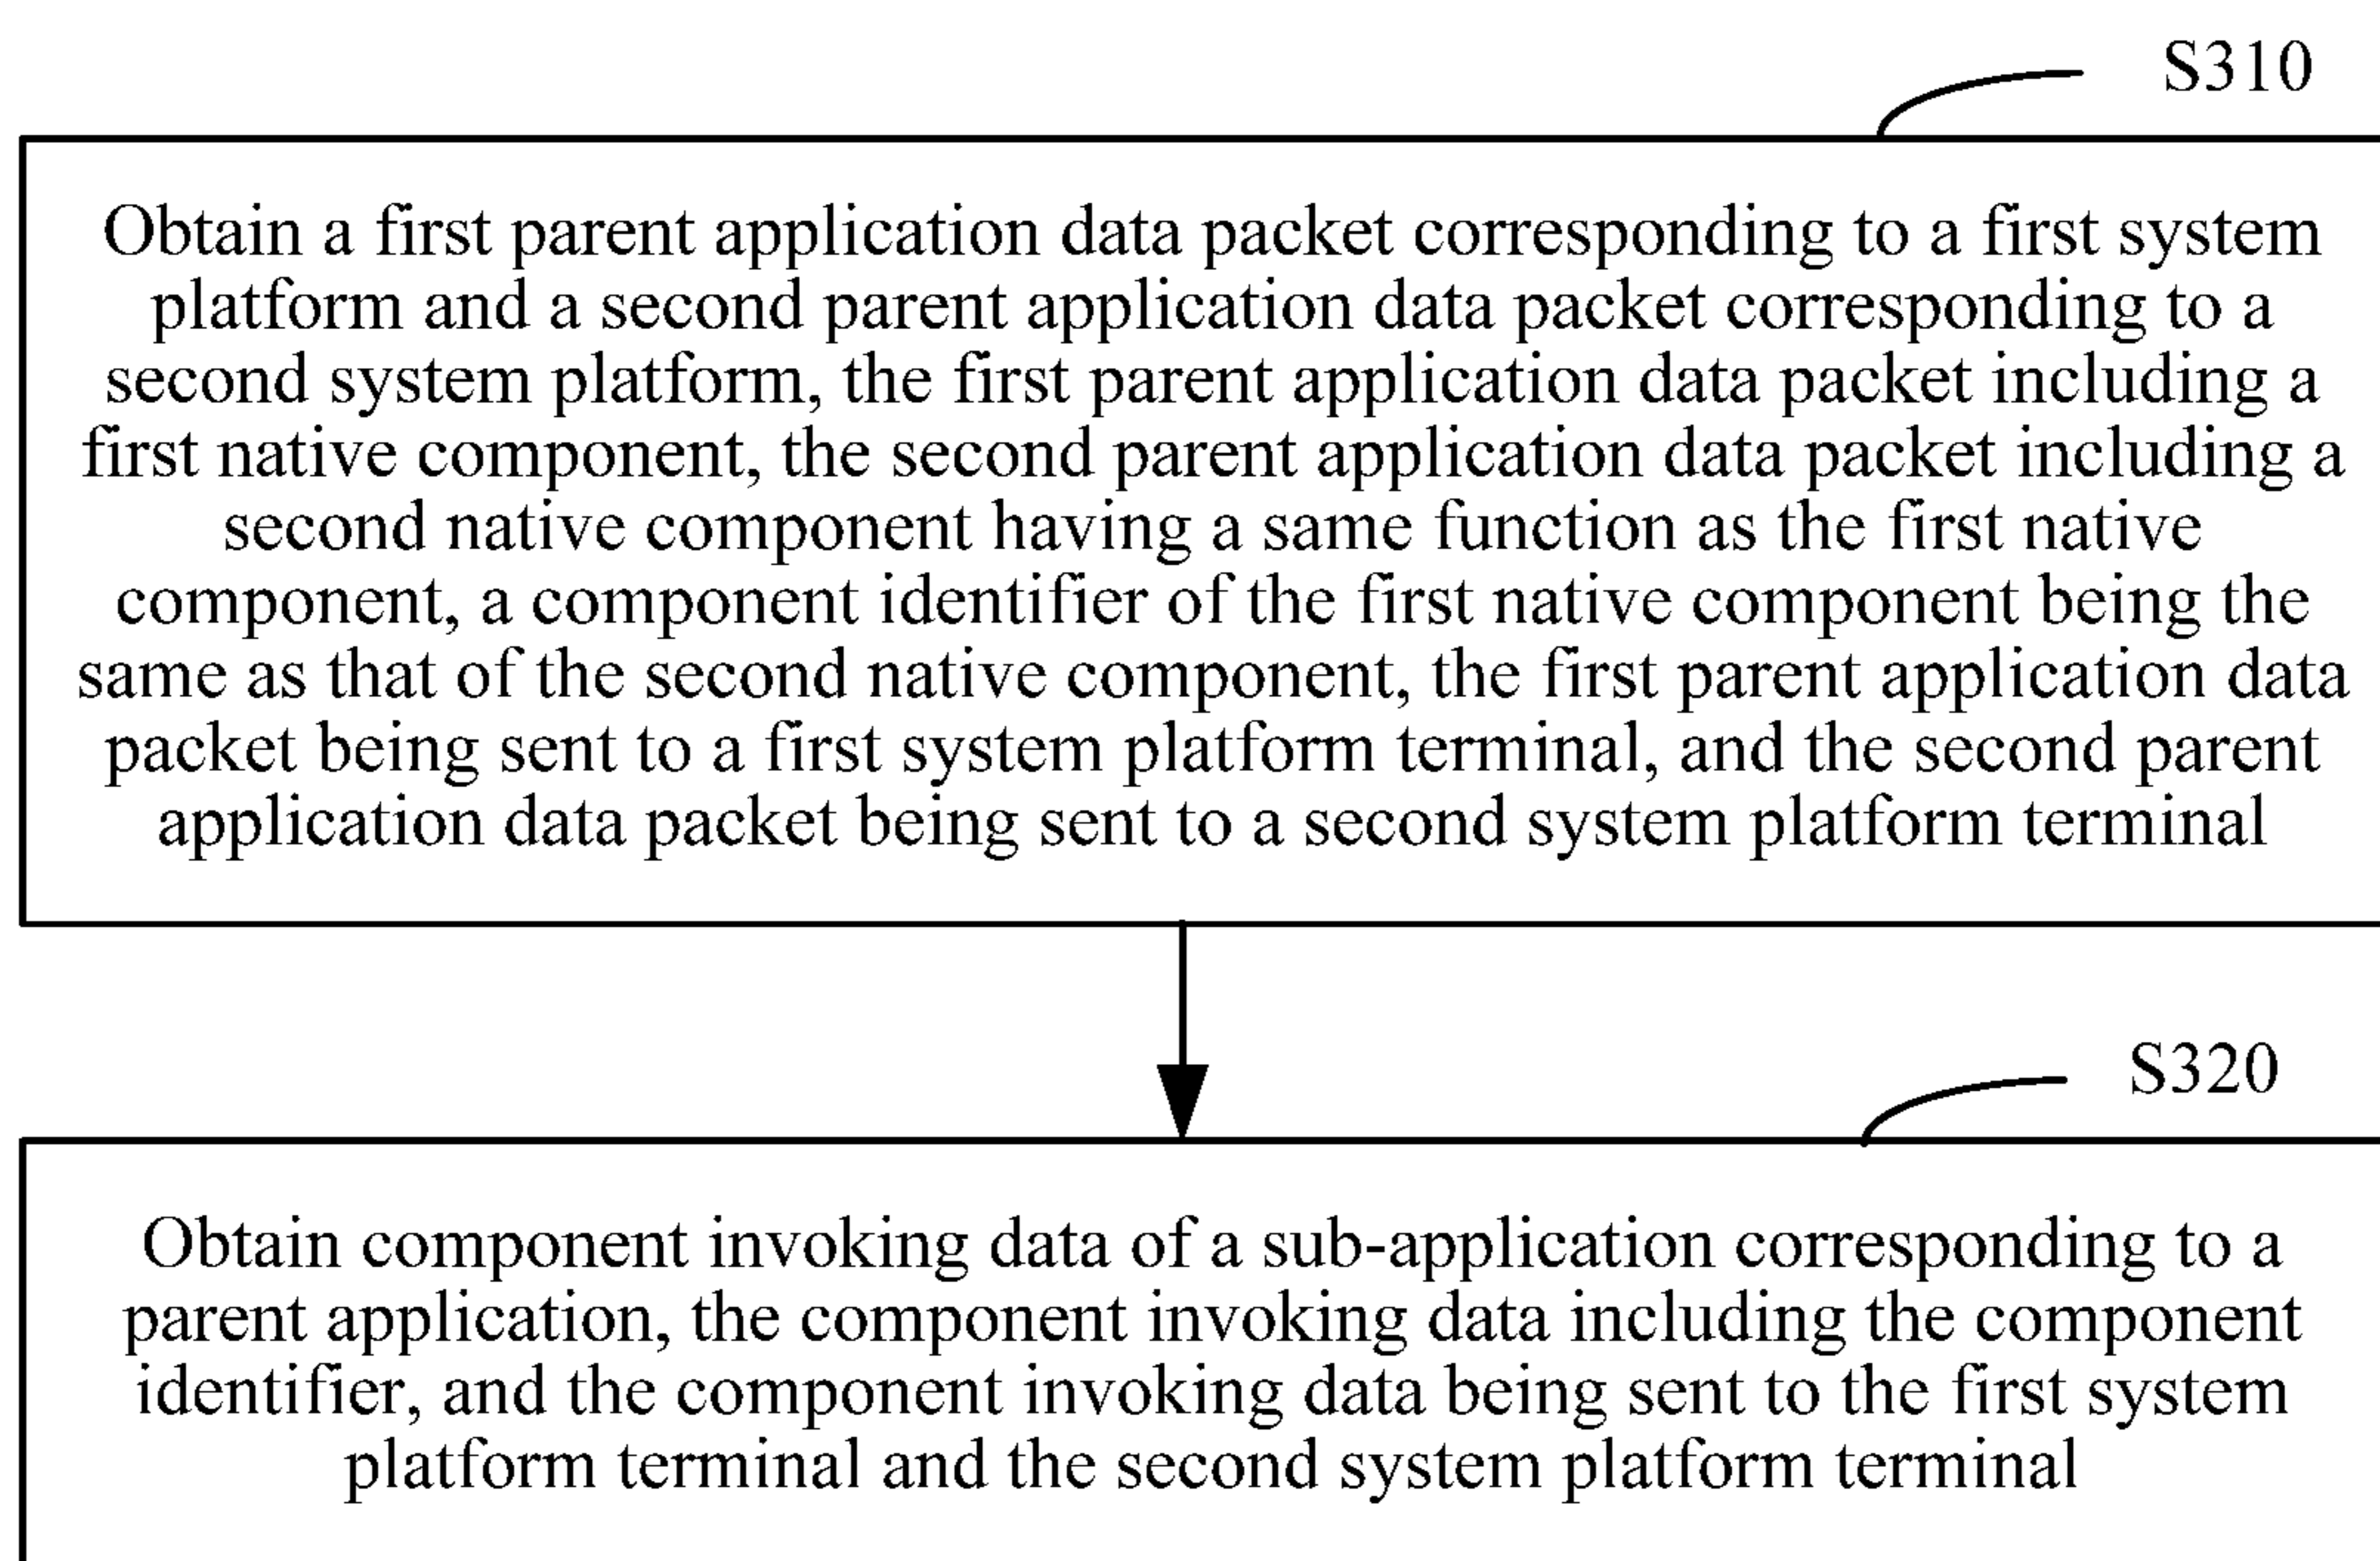 S310
Obtain a first parent application data packet corresponding to a first system
platform and a second parent application data packet corresponding to a
second system platform, the first parent application data packet including a
first native component, the second parent application data packet including a
second native component having a same function as the first native
component, a component identifier of the first native component being the
same as that of the second native component, the first parent application data
packet being sent to a first system platform terminal, and the second parent
application data packet being sent to a second system platform terminal
S320
Obtain component invoking data of a sub-application corresponding to a
parent application, the component invoking data including the component
identifier, and the component invoking data being sent to the first system
platform terminal and the second system platform terminal